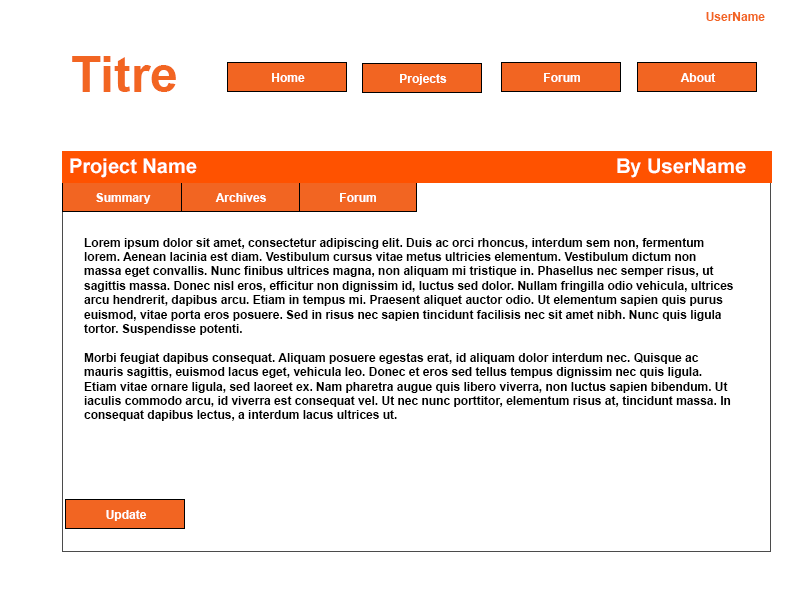 UserName
Titre
Home Projects Forum About
Project Name By UserName
Summary Archives Forum
Lorem ipsum dolor sit amet, consectetur adipiscing elit. Duis ac orci rhoncus, interdum sem non, fermentum
lorem. Aenean lacinia est diam. Vestibulum cursus vitae metus ultricies elementum. Vestibulum dictum non
massa eget convallis. Nunc finibus ultrices magna, non aliquam mi tristique in. Phasellus nec semper risus, ut
sagittis massa. Donec nisl eros, efficitur non dignissim id, luctus sed dolor. Nullam fringilla odio vehicula, ultrices
arcu hendrerit, dapibus arcu. Etiam in tempus mi. Praesent aliquet auctor odio. Ut elementum sapien quis purus
euismod, vitae porta eros posuere. Sed in risus nec sapien tincidunt facilisis nec sit amet nibh. Nunc quis ligula
tortor. Suspendisse potenti.
Morbi feugiat dapibus consequat. Aliquam posuere egestas erat, id aliquam dolor interdum nec. Quisque ac
mauris sagittis, euismod lacus eget, vehicula leo. Donec et eros sed tellus tempus dignissim nec quis ligula.
Etiam vitae ornare ligula, sed laoreet ex. Nam pharetra augue quis libero viverra, non luctus sapien bibendum. Ut
iaculis commodo arcu, id viverra est consequat vel. Ut nec nunc porttitor, elementum risus at, tincidunt massa. In
consequat dapibus lectus, a interdum lacus ultrices ut.
Update